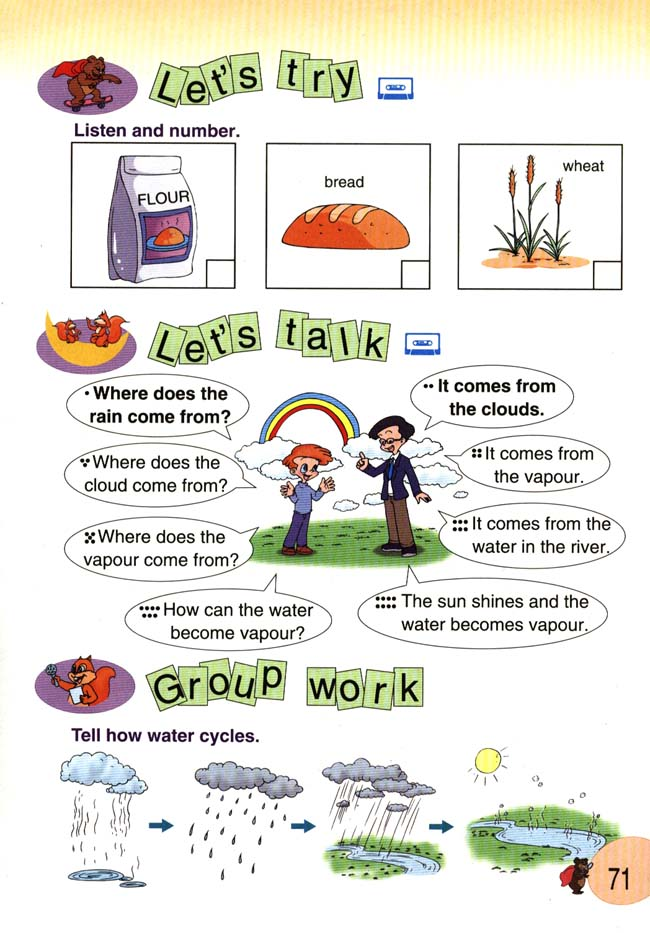 Let's try
Listen and number.
FLOUR
bread
wheat
Let's talk
• Where does the
rain come from?
•• It comes from
the clouds.
Where does the
cloud come from?
It comes from
the vapour.
Where does the
vapour come from?
It comes from the
water in the river.
How can the water
become vapour?
The sun shines and the
water becomes vapour.
Group work
Tell how water cycles.
71